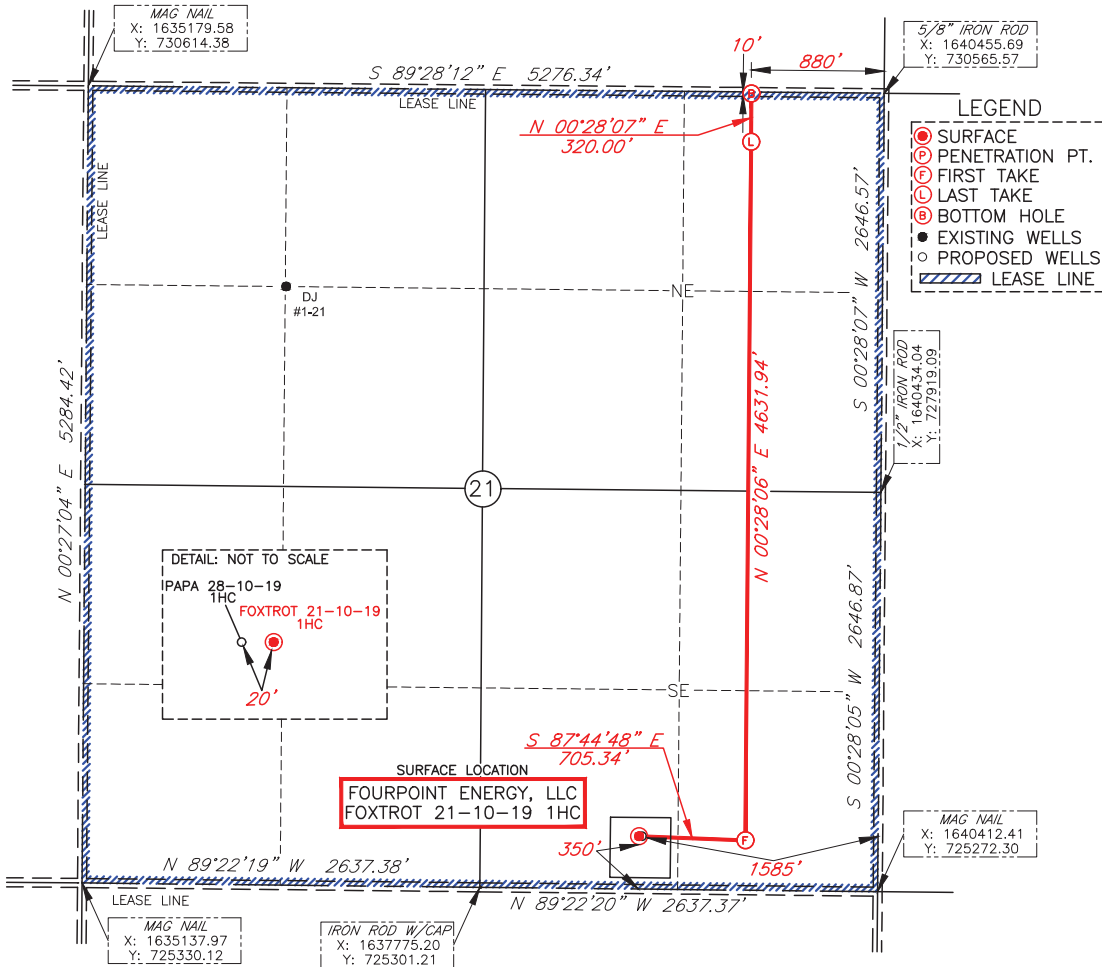 MAG NAIL
X: 1635179.58
Y: 730614.38
S 89°28'12" E 5276.34'
LEASE LINE
10'
880'
5/8" IRON ROD
X: 1640455.69
Y: 730565.57
B
N 00°28'07" E
320.00'
L
LEGEND
SURFACE
P PENETRATION PT.
F FIRST TAKE
L LAST TAKE
B BOTTOM HOLE
EXISTING WELLS
PROPOSED WELLS
LEASE LINE
LEASE LINE
S 00°28'07" W 2646.57'
DJ
#1-21
NE
1/2" IRON ROD
X: 1640434.04
Y: 727919.09
N 00°27'04" E 5284.42'
N 00°28'06" E 4631.94'
21
DETAIL: NOT TO SCALE
PAPA 28-10-19
1HC
FOXTROT 21-10-19
1HC
20'
SE
S 00°28'05" W 2646.87'
S 87°44'48" E
705.34'
SURFACE LOCATION
FOURPOINT ENERGY, LLC
FOXTROT 21-10-19 1HC
F
350'
1585'
MAG NAIL
X: 1640412.41
Y: 725272.30
N 89°22'19" W 2637.38'
LEASE LINE
N 89°22'20" W 2637.37'
MAG NAIL
X: 1635137.97
Y: 725330.12
IRON ROD W/CAP
X: 1637775.20
Y: 725301.21